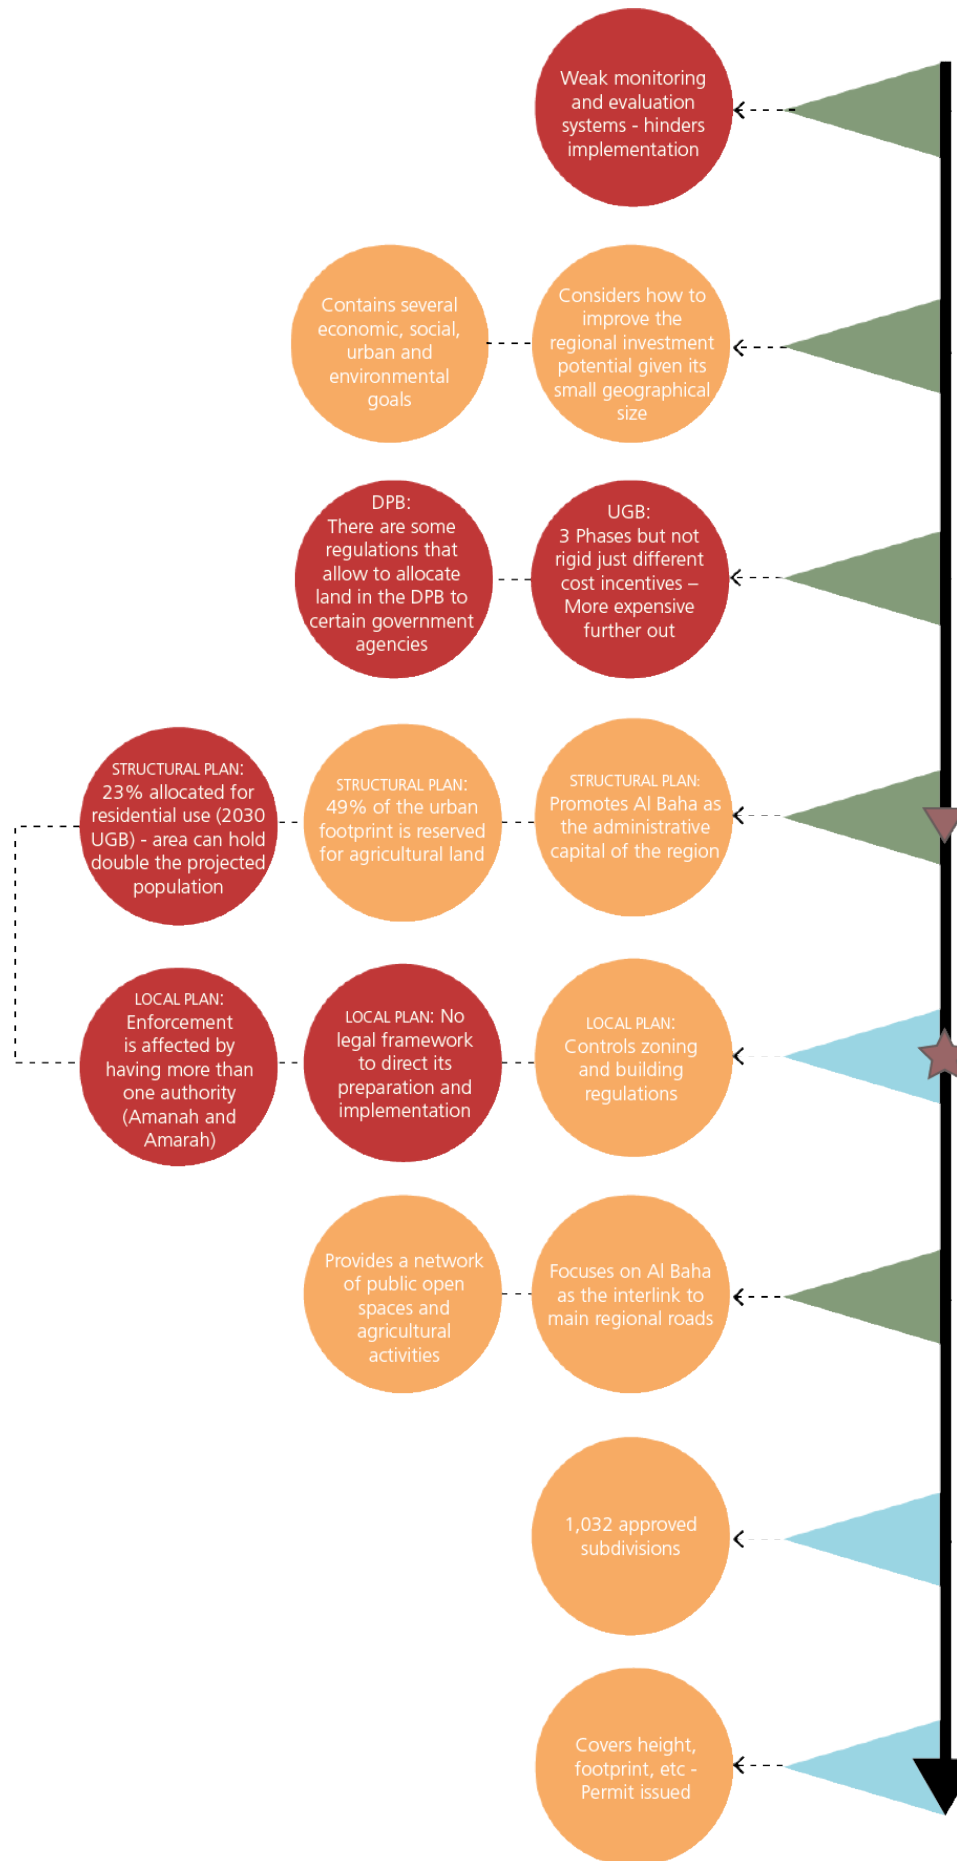 Weak monitoring
and evaluation
systems - hinders
implementation
Contains several
economic, social,
urban and
environmental
goals
Considers how to
improve the
regional investment
potential given its
small geographical
size
DPB:
There are some
regulations that
allow to allocate
land in the DPB to
certain government
agencies
UGB:
3 Phases but not
rigid just different
cost incentives –
More expensive
further out
STRUCTURAL PLAN:
23% allocated for
residential use (2030
UGB) - area can hold
double the projected
population
STRUCTURAL PLAN:
49% of the urban
footprint is reserved
for agricultural land
STRUCTURAL PLAN:
Promotes Al Baha as
the administrative
capital of the region
LOCAL PLAN:
Enforcement
is affected by
having more than
one authority
(Amanah and
Amarah)
LOCAL PLAN: No
legal framework
to direct its
preparation and
implementation
LOCAL PLAN:
Controls zoning
and building
regulations
Provides a network
of public open
spaces and
agricultural
activities
Focuses on Al Baha
as the interlink to
main regional roads
1,032 approved
subdivisions
Covers height,
footprint, etc -
Permit issued